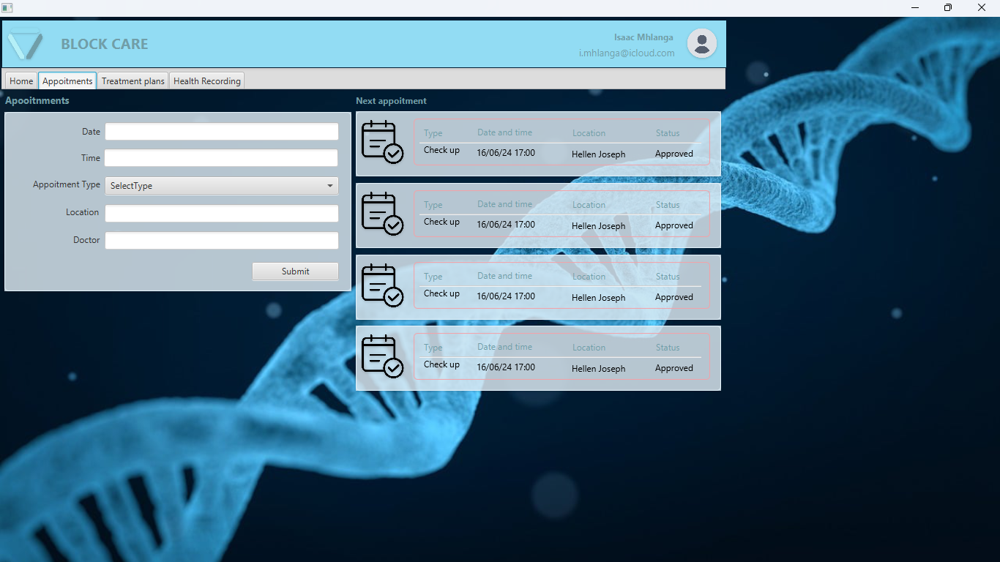 BLOCK CARE
Isaac Mhlanga
i.mhlanga@icloud.com
Home Appoitments Treatment plans Health Recording
Apooitnments
Date
Time
Appoitment Type SelectType
Location
Doctor
Submit
Next appoitment
Type Date and time Location Status
Check up 16/06/24 17:00 Hellen Joseph Approved
Type Date and time Location Status
Check up 16/06/24 17:00 Hellen Joseph Approved
Type Date and time Location Status
Check up 16/06/24 17:00 Hellen Joseph Approved
Type Date and time Location Status
Check up 16/06/24 17:00 Hellen Joseph Approved